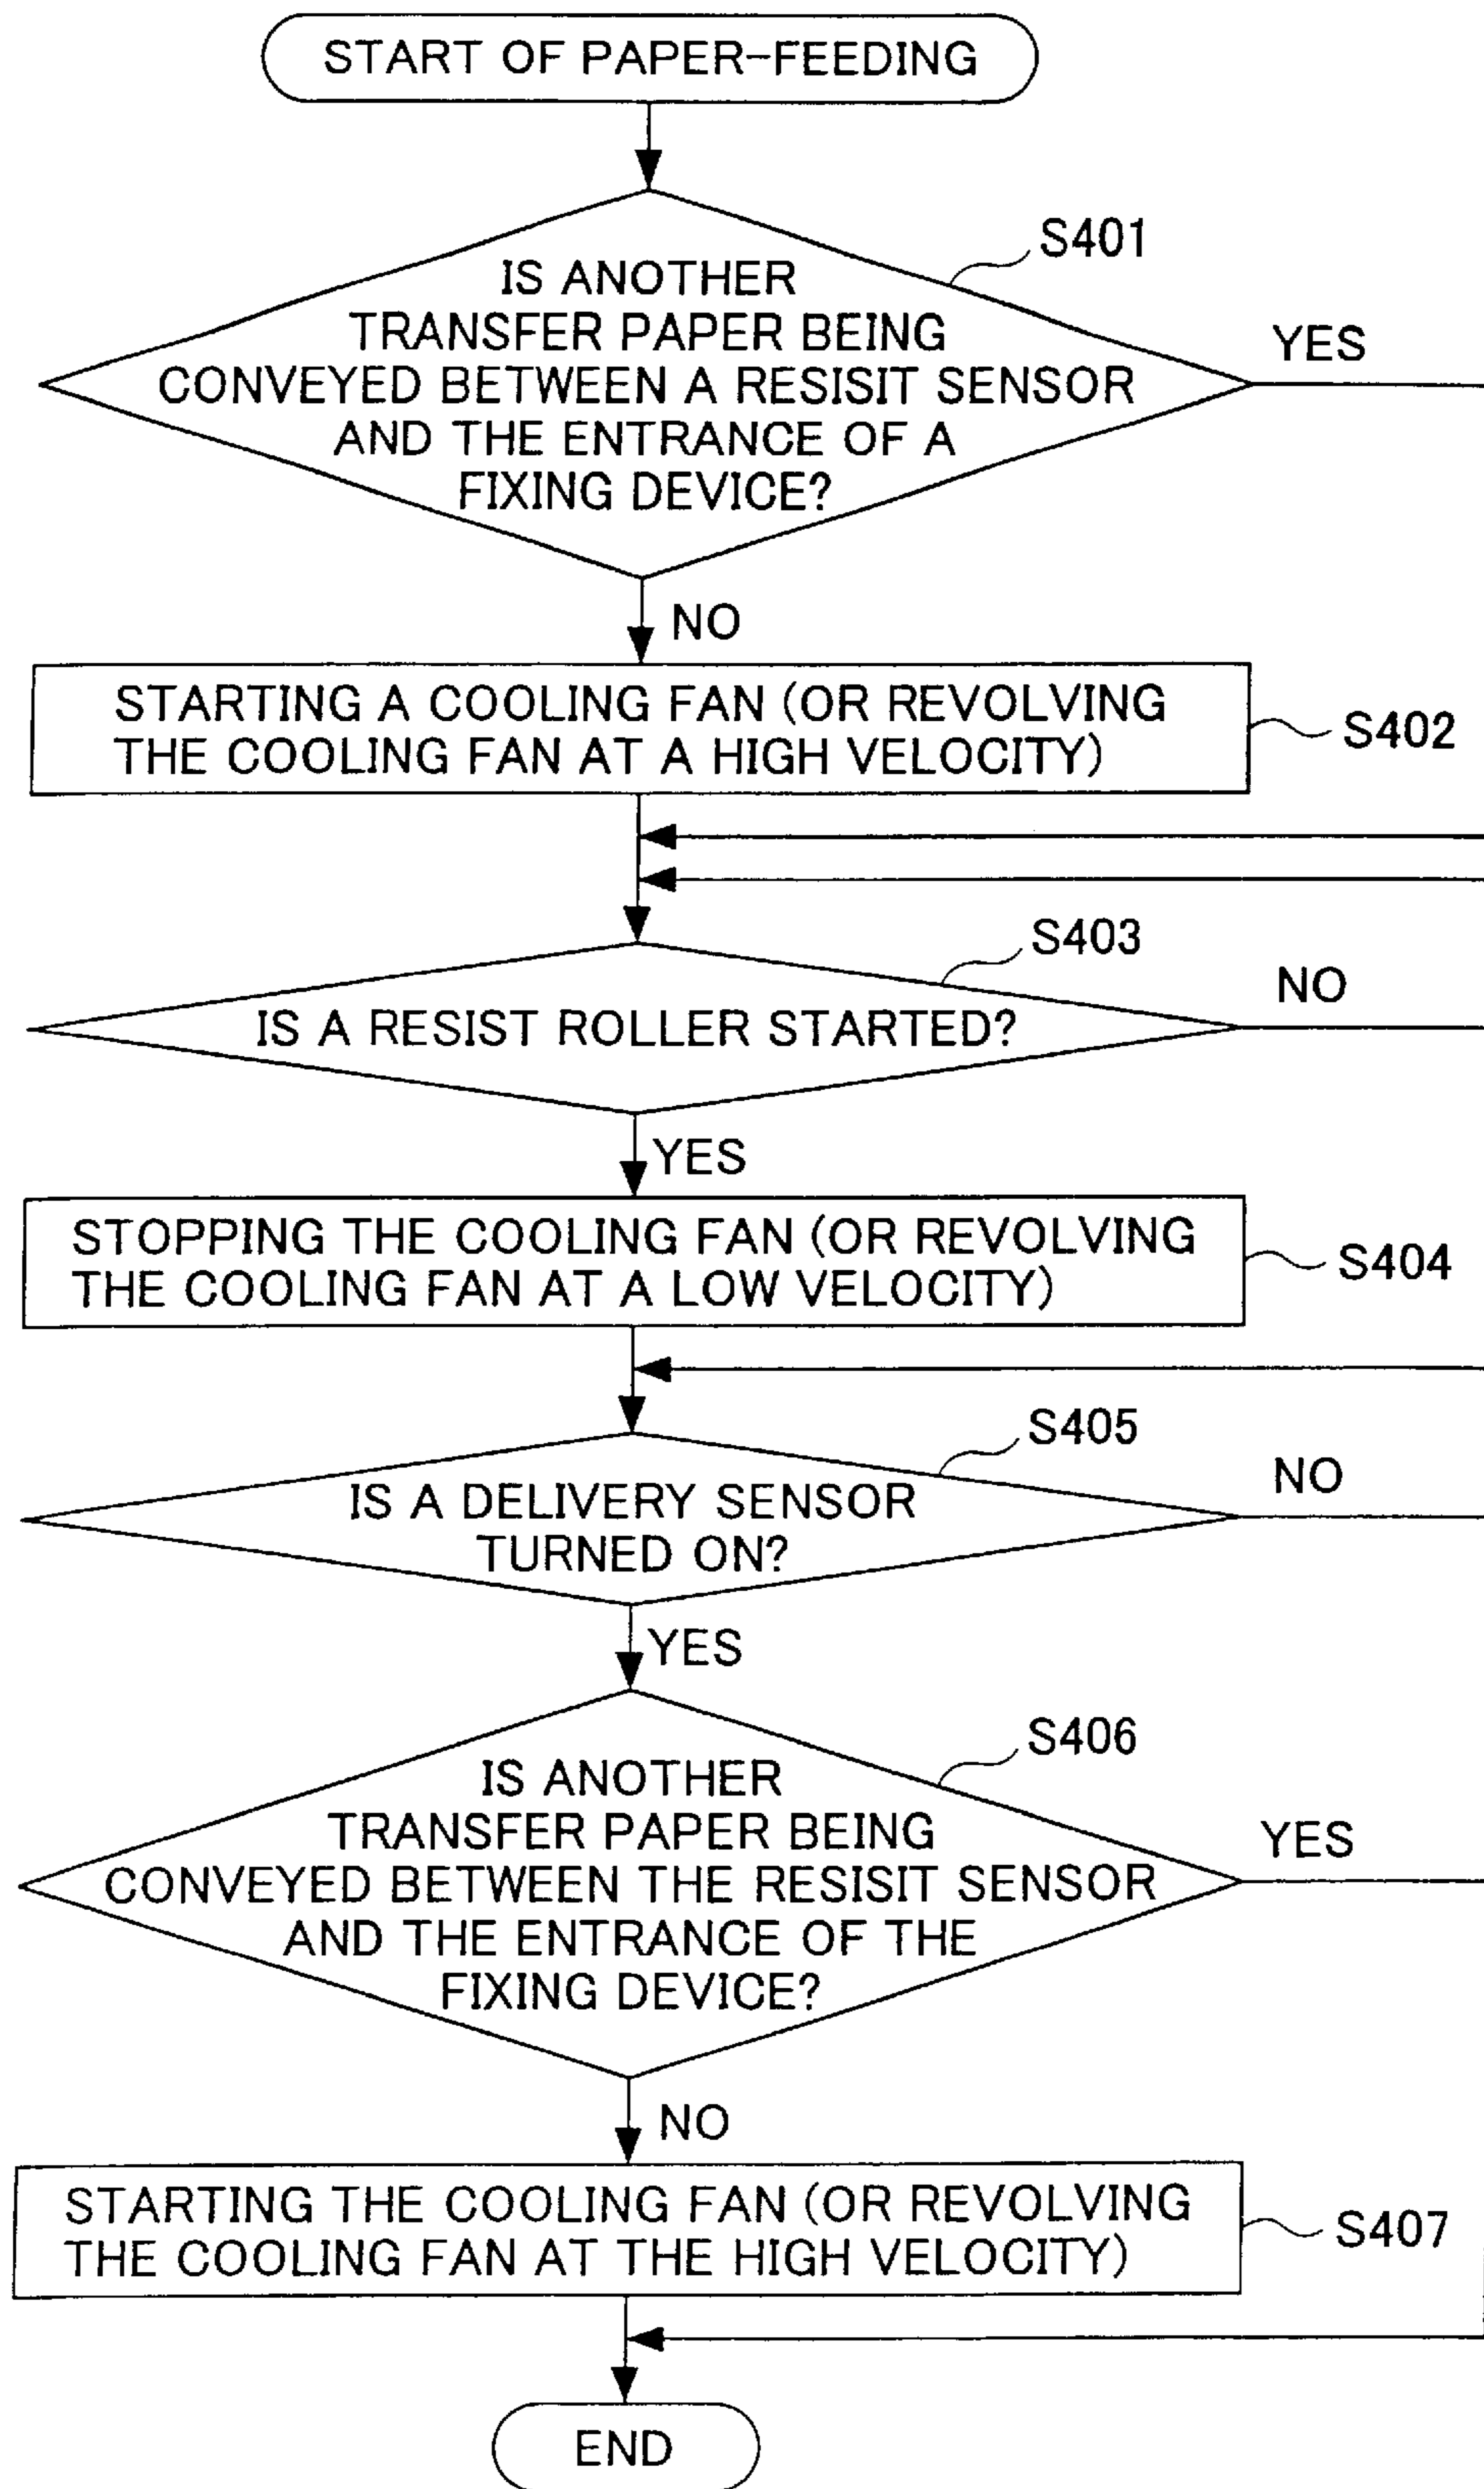 START OF PAPER-FEEDING
S401
IS ANOTHER
TRANSFER PAPER BEING
CONVEYED BETWEEN A RESISIT SENSOR
AND THE ENTRANCE OF A
FIXING DEVICE?
YES
NO
STARTING A COOLING FAN (OR REVOLVING
THE COOLING FAN AT A HIGH VELOCITY)
S402
S403
IS A RESIST ROLLER STARTED?
NO
YES
STOPPING THE COOLING FAN (OR REVOLVING
THE COOLING FAN AT A LOW VELOCITY)
S404
S405
IS A DELIVERY SENSOR
TURNED ON?
NO
YES
S406
IS ANOTHER
TRANSFER PAPER BEING
CONVEYED BETWEEN THE RESISIT SENSOR
AND THE ENTRANCE OF THE
FIXING DEVICE?
YES
NO
STARTING THE COOLING FAN (OR REVOLVING
THE COOLING FAN AT THE HIGH VELOCITY)
S407
END